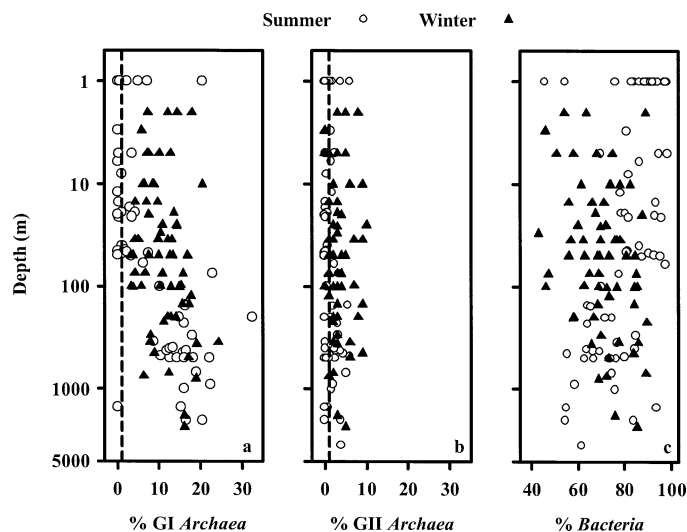 Summer Winter
1
10
100
1000
5000
Depth (m)
a
b
c
0 10 20 30
0 10 20 30
40 60 80 100
% GI Archaea
% GII Archaea
% Bacteria